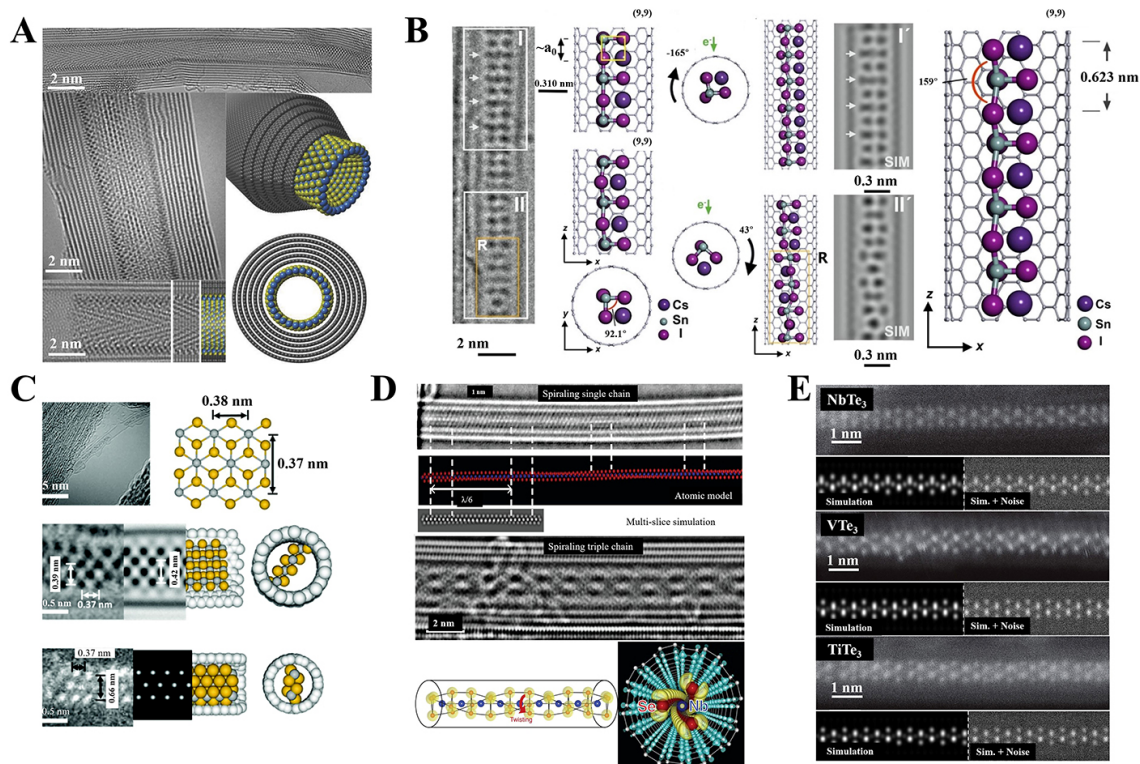 A
2 nm
2 nm
2 nm
B
I
~a₀
0.310 nm
(9,9)
-165°
e⁻
I´
SIM
0.3 nm
(9,9)
159°
0.623 nm
II
R
2 nm
(9,9)
z
x
y
x
92.1°
Cs
Sn
I
e⁻
43°
R
z
x
II´
SIM
0.3 nm
z
x
Cs
Sn
I
C
5 nm
0.38 nm
0.37 nm
0.39 nm
0.37 nm
0.5 nm
0.42 nm
0.37 nm
0.66 nm
0.5 nm
D
1 nm
Spiraling single chain
λ/6
Atomic model
Multi-slice simulation
Spiraling triple chain
2 nm
Twisting
Se
Nb
E
NbTe₃
1 nm
Simulation
Sim. + Noise
VTe₃
1 nm
Simulation
Sim. + Noise
TiTe₃
1 nm
Simulation
Sim. + Noise